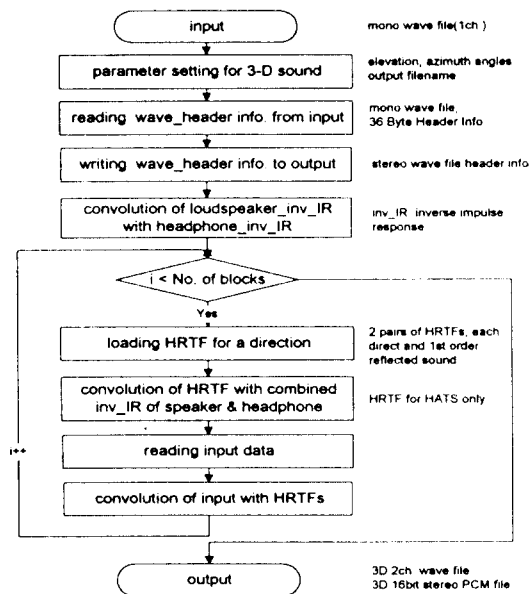 input
mono wave file(1ch )
parameter setting for 3-D sound
elevation, azimuth angles
output filename
reading wave_header info. from input
mono wave file,
36 Byte Header Info
writing wave_header info. to output
stereo wave file header info
convolution of loudspeaker_inv_IR
with headphone_inv_IR
inv_IR inverse impulse
response
i < No. of blocks
Yes
loading HRTF for a direction
2 pairs of HRTFs, each
direct and 1st order
reflected sound
convolution of HRTF with combined
inv_IR of speaker & headphone
HRTF for HATS only
i++
reading input data
convolution of input with HRTFs
output
3D 2ch. wave file
3D 16bit stereo PCM file